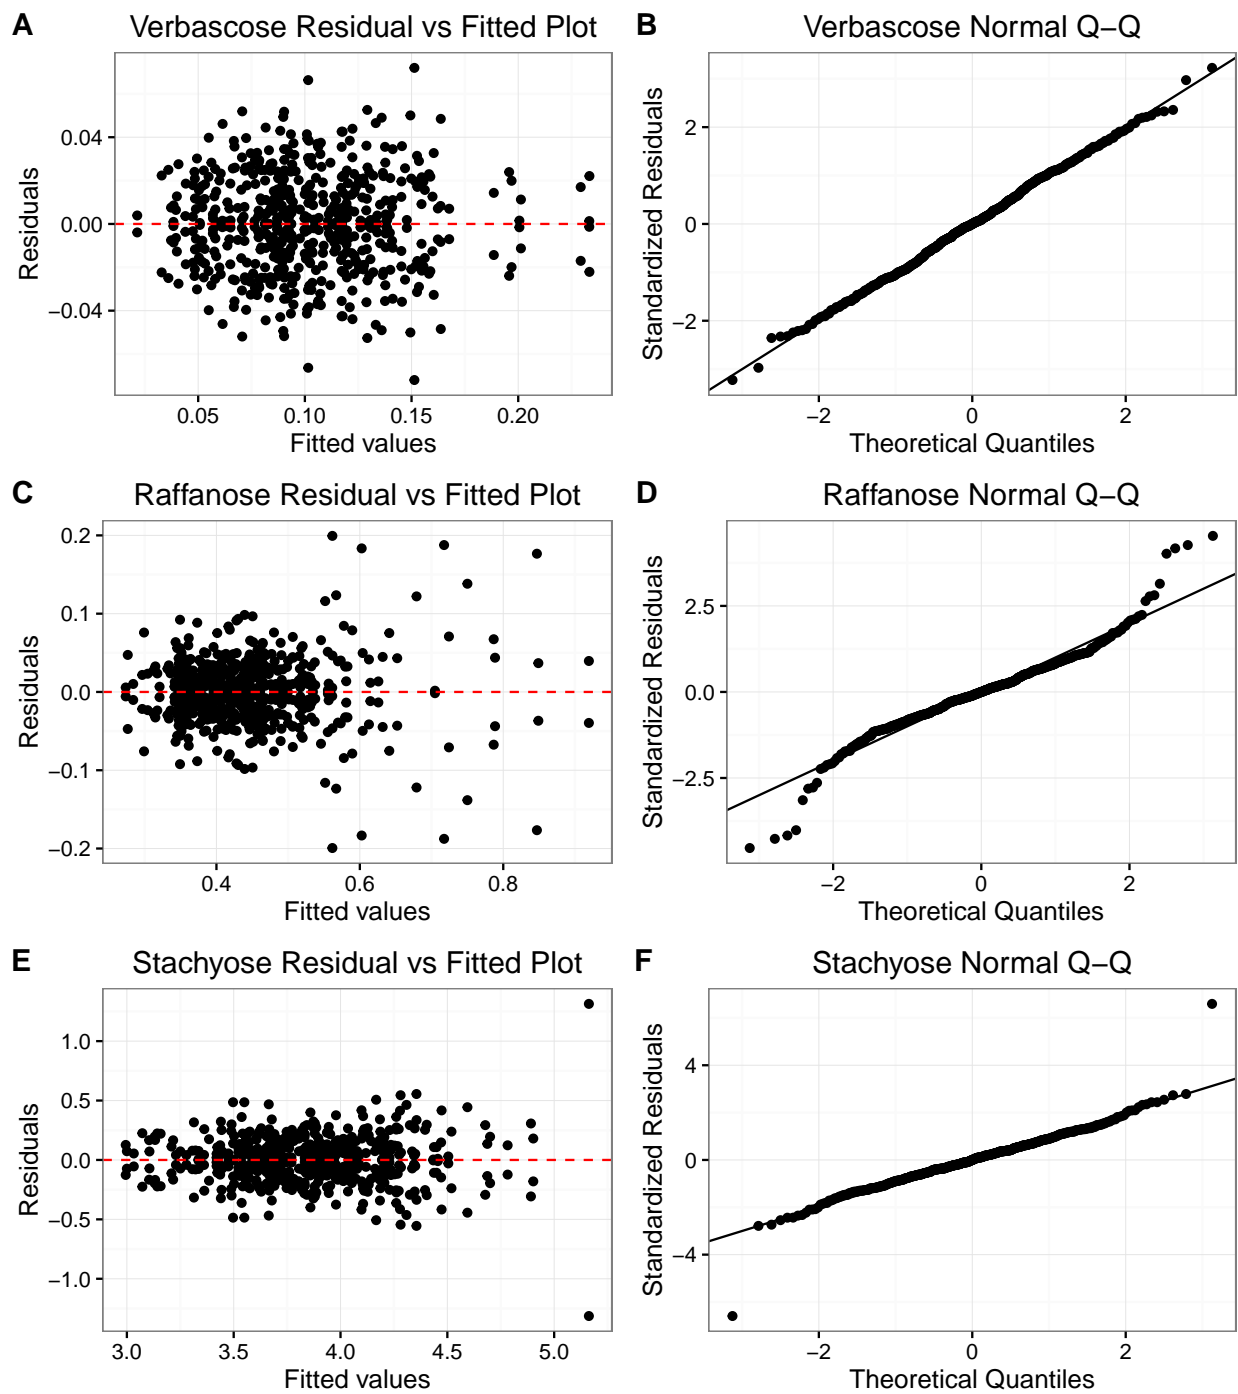 A Verbascose Residual vs Fitted Plot
Residuals
0.04
0.00
−0.04
0.05 0.10 0.15 0.20
Fitted values
B Verbascose Normal Q−Q
Standardized Residuals
2
0
−2
−2 0 2
Theoretical Quantiles
C Raffanose Residual vs Fitted Plot
Residuals
0.2
0.1
0.0
−0.1
−0.2
0.4 0.6 0.8
Fitted values
D Raffanose Normal Q−Q
Standardized Residuals
2.5
0.0
−2.5
−2 0 2
Theoretical Quantiles
E Stachyose Residual vs Fitted Plot
Residuals
1.0
0.5
0.0
−0.5
−1.0
3.0 3.5 4.0 4.5 5.0
Fitted values
F Stachyose Normal Q−Q
Standardized Residuals
4
0
−4
−2 0 2
Theoretical Quantiles